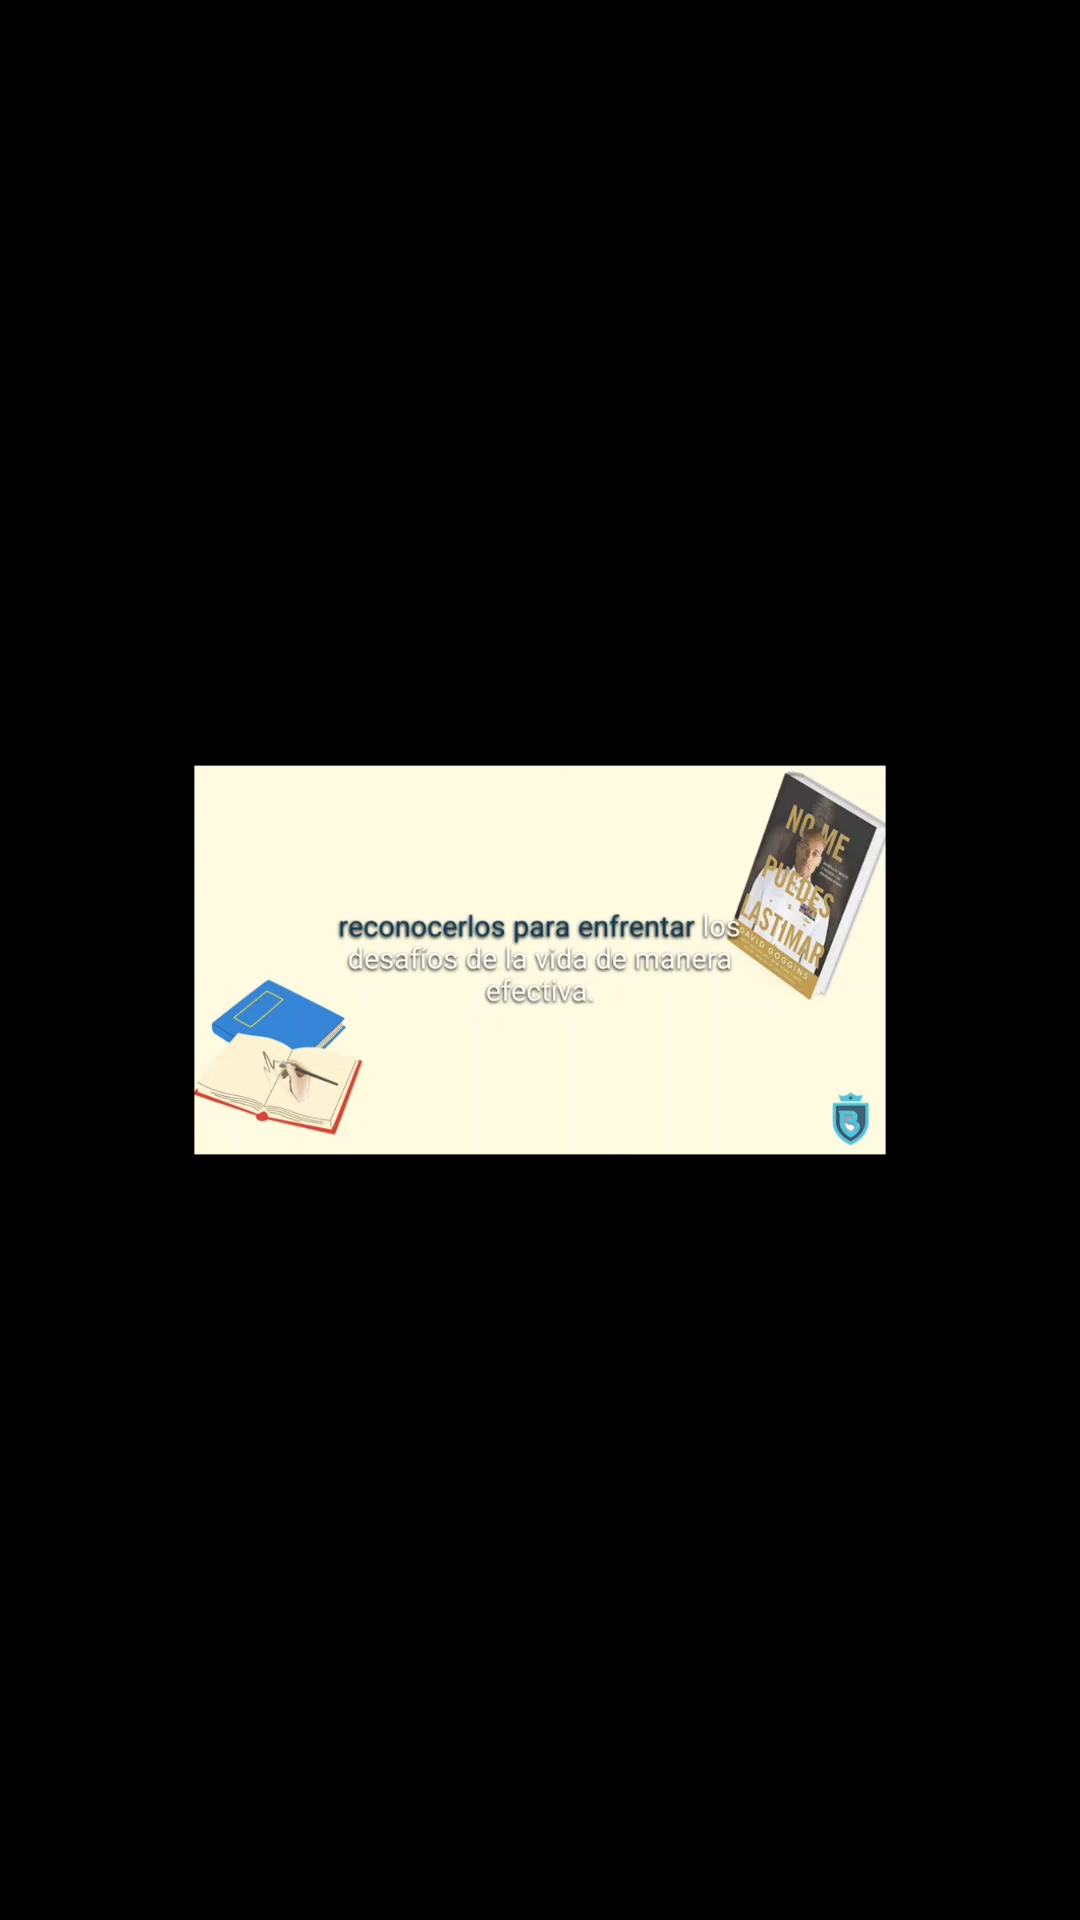 NO ME
PUEDES
LASTIMAR
DAVID GOGGINS
reconocerlos para enfrentar los
desafíos de la vida de manera
efectiva.
B